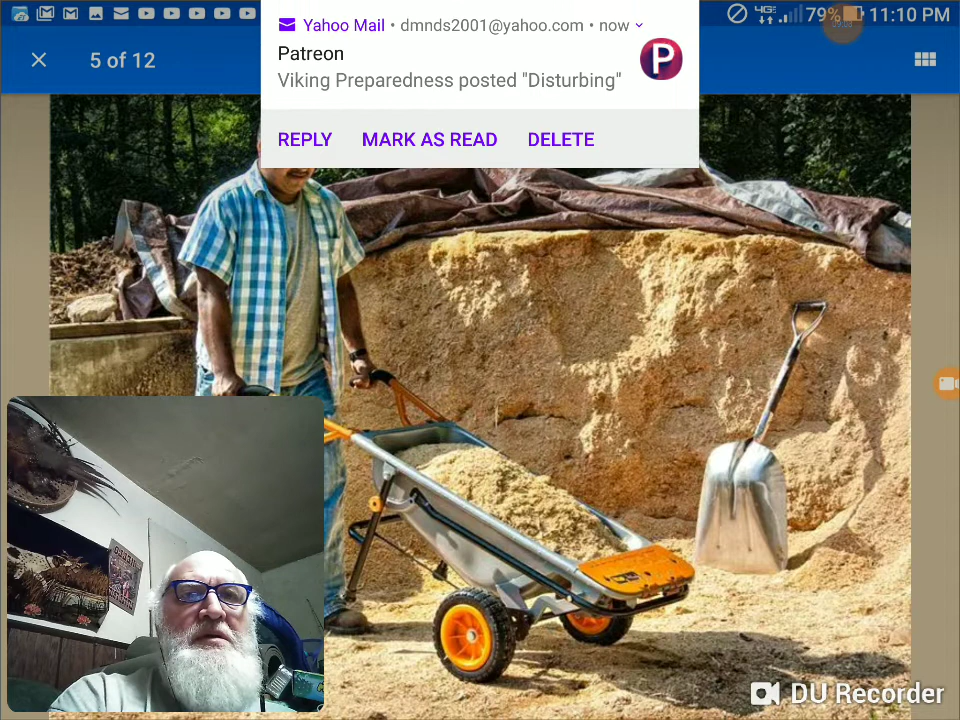 Yahoo Mail • dmnds2001@yahoo.com • now
79% 11:10 PM
5 of 12
Patreon
Viking Preparedness posted "Disturbing"
REPLY MARK AS READ DELETE
DU Recorder